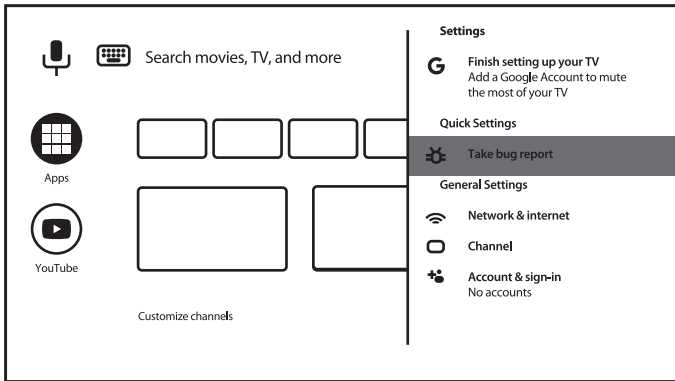 Search movies, TV, and more
Apps
YouTube
Customize channels
Settings
G
Finish setting up your TV
Add a Google Account to mute
the most of your TV
Quick Settings
Take bug report
General Settings
Network & internet
Channel
Account & sign-in
No accounts